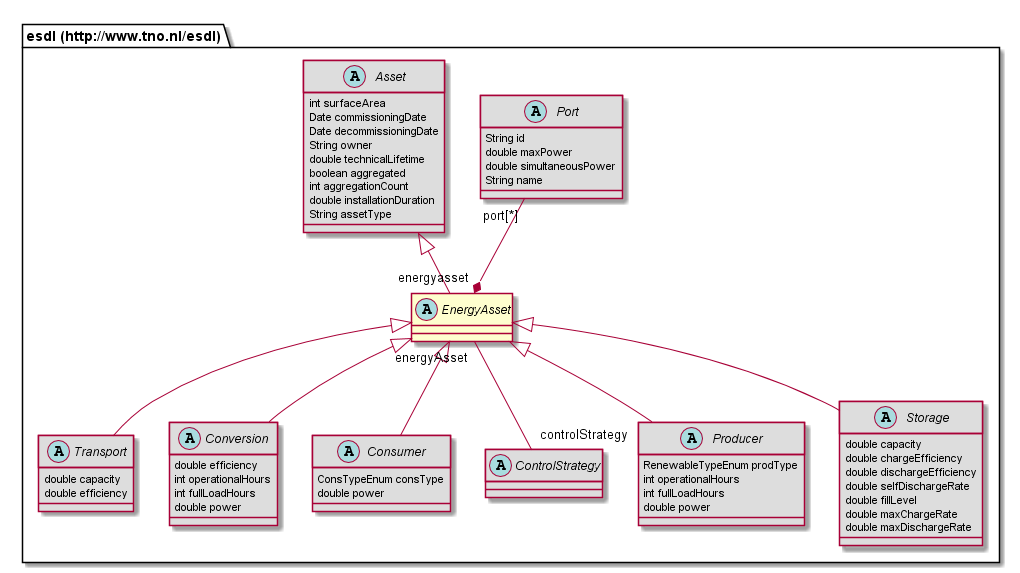 esdl (http://www.tno.nl/esdl)
A Asset
int surfaceArea
Date commissioningDate
Date decommissioningDate
String owner
double technicalLifetime
boolean aggregated
int aggregationCount
double installationDuration
String assetType
A Port
String id
double maxPower
double simultaneousPower
String name
port[*]
energyasset
A EnergyAsset
energyAsset
controlStrategy
A Transport
double capacity
double efficiency
A Conversion
double efficiency
int operationalHours
int fullLoadHours
double power
A Consumer
ConsTypeEnum consType
double power
A ControlStrategy
A Producer
RenewableTypeEnum prodType
int operationalHours
int fullLoadHours
double power
A Storage
double capacity
double chargeEfficiency
double dischargeEfficiency
double selfDischargeRate
double fillLevel
double maxChargeRate
double maxDischargeRate